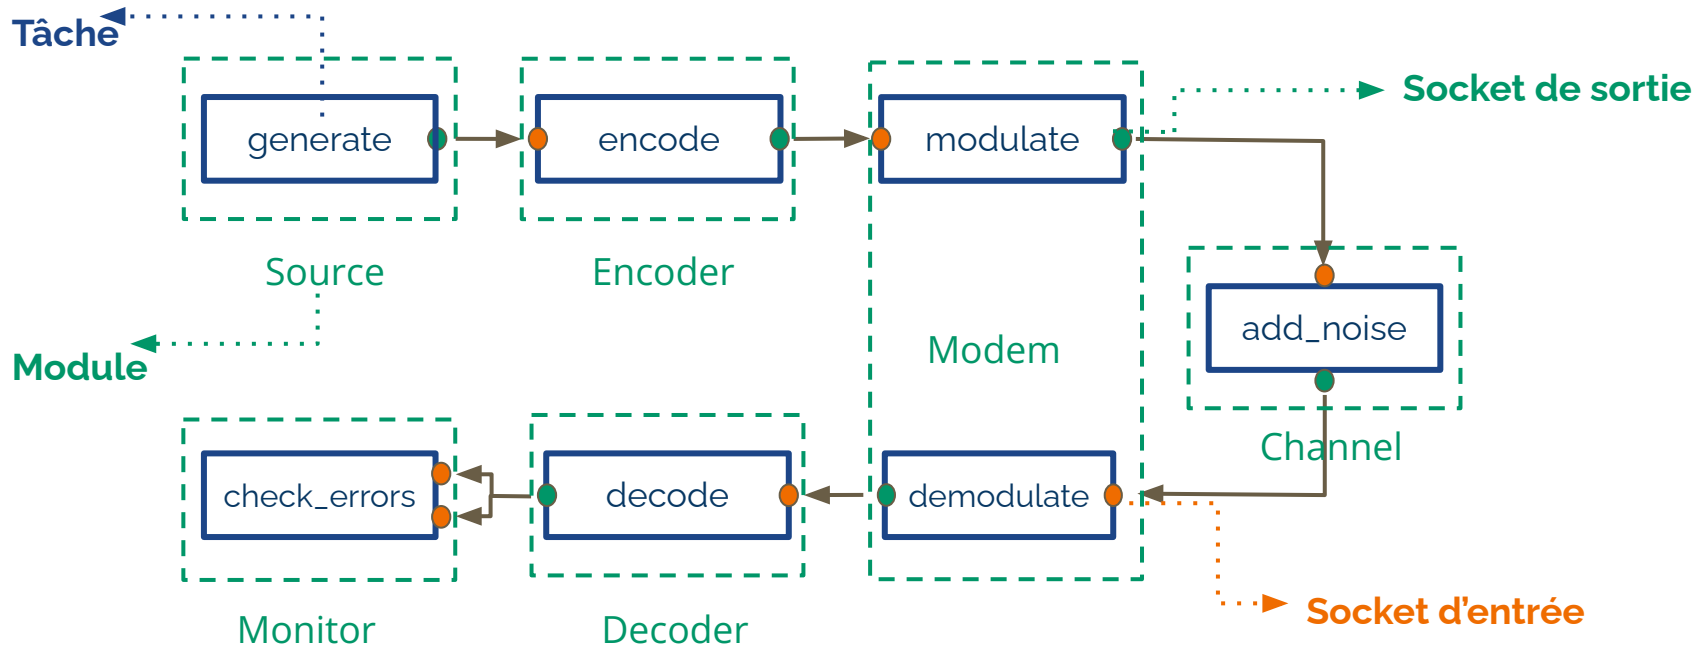 Tâche
Socket de sortie
generate
encode
modulate
Source
Encoder
add_noise
Modem
Module
Channel
check_errors
decode
demodulate
Socket d’entrée
Monitor
Decoder